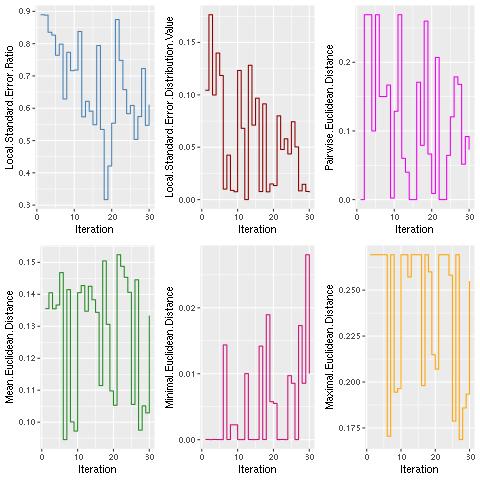 Local.Standard.Error.Ratio
0.9
0.8
0.7
0.6
0.5
0.4
0.3
0 10 20 30
Iteration
Local.Standard.Error.Distribution.Value
0.15
0.10
0.05
0.00
0 10 20 30
Iteration
Pairwise.Euclidean.Distance
0.2
0.1
0.0
0 10 20 30
Iteration
Mean.Euclidean.Distance
0.15
0.14
0.13
0.12
0.11
0.10
0 10 20 30
Iteration
Minimal.Euclidean.Distance
0.02
0.01
0.00
0 10 20 30
Iteration
Maximal.Euclidean.Distance
0.250
0.225
0.200
0.175
0 10 20 30
Iteration